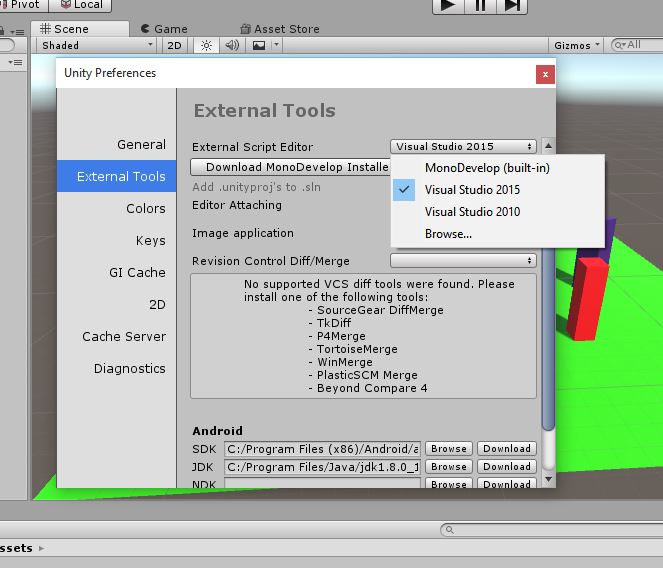 Pivot Local
Scene Game Asset Store
Shaded 2D Gizmos All
Unity Preferences x
External Tools
General
External Tools
Colors
Keys
GI Cache
2D
Cache Server
Diagnostics
External Script Editor Visual Studio 2015
Download MonoDevelop Installe
MonoDevelop (built-in)
Visual Studio 2015
Visual Studio 2010
Browse...
Add .unityproj's to .sln
Editor Attaching
Image application
Revision Control Diff/Merge
No supported VCS diff tools were found. Please
install one of the following tools:
- SourceGear DiffMerge
- TkDiff
- P4Merge
- TortoiseMerge
- WinMerge
- PlasticSCM Merge
- Beyond Compare 4
Android
SDK C:/Program Files (x86)/Android/a Browse Download
JDK C:/Program Files/Java/jdk1.8.0_1 Browse Download
NDK Browse Download
ssets